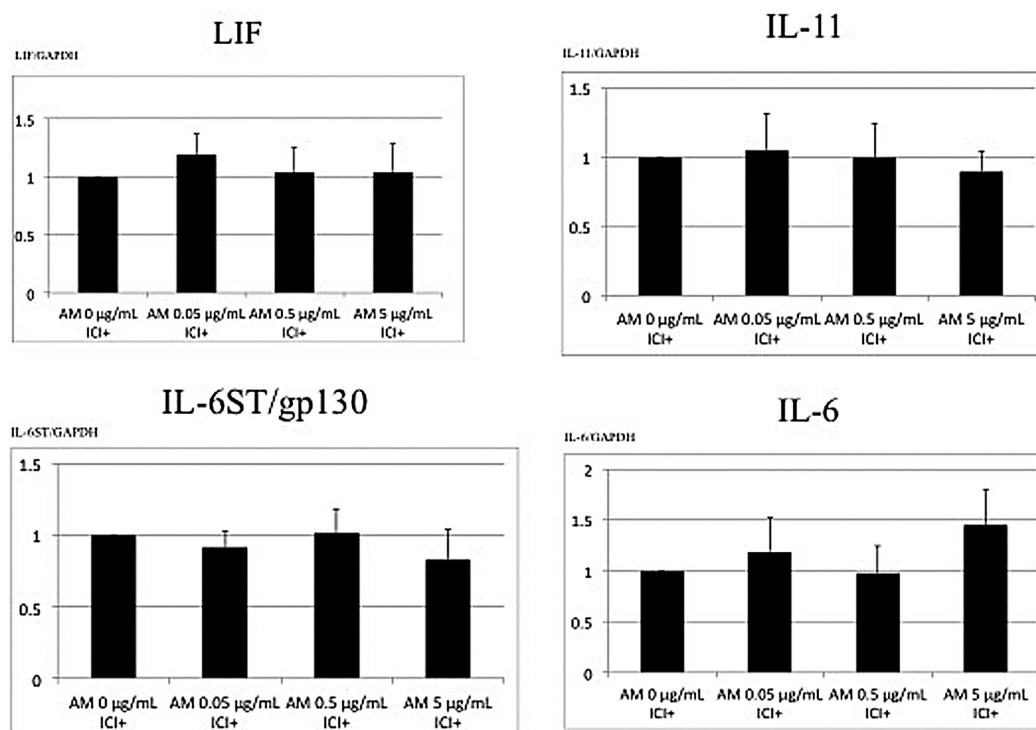 LIF
LIF/GAPDH
1.5
1
0.5
0
AM 0 µg/mL AM 0.05 µg/mL AM 0.5 µg/mL AM 5 µg/mL
ICI+ ICI+ ICI+ ICI+
IL-11
IL-11/GAPDH
1.5
1
0.5
0
AM 0 µg/mL AM 0.05 µg/mL AM 0.5 µg/mL AM 5 µg/mL
ICI+ ICI+ ICI+ ICI+
IL-6ST/gp130
IL-6ST/GAPDH
1.5
1
0.5
0
AM 0 µg/mL AM 0.05 µg/mL AM 0.5 µg/mL AM 5 µg/mL
ICI+ ICI+ ICI+ ICI+
IL-6
IL-6/GAPDH
2
1.5
1
0.5
0
AM 0 µg/mL AM 0.05 µg/mL AM 0.5 µg/mL AM 5 µg/mL
ICI+ ICI+ ICI+ ICI+